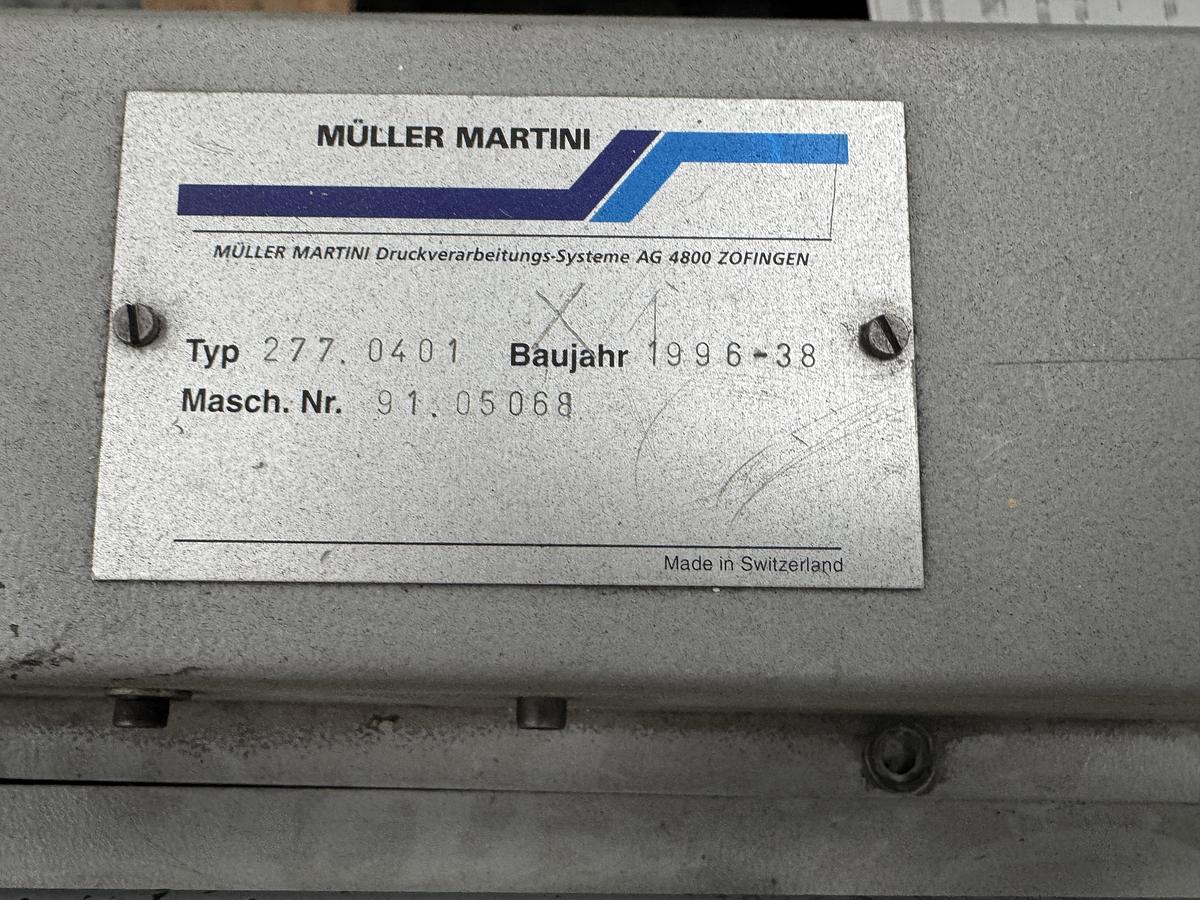 MÜLLER MARTINI
MÜLLER MARTINI Druckverarbeitungs-Systeme AG 4800 ZOFINGEN
Typ 277.0401 Baujahr 1996-38
Masch. Nr. 91.05068
Made in Switzerland